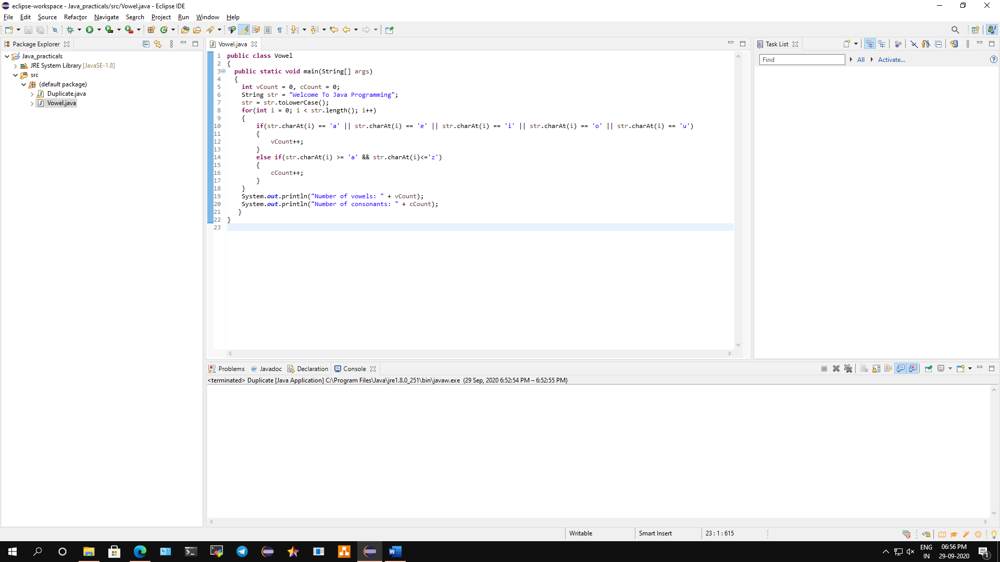 eclipse-workspace - Java_practicals/src/Vowel.java - Eclipse IDE
File Edit Source Refactor Navigate Search Project Run Window Help
Package Explorer
Java_practicals
JRE System Library [JavaSE-1.8]
src
(default package)
Duplicate.java
Vowel.java
Vowel.java
1 public class Vowel
2 {
3 public static void main(String[] args)
4 {
5 int vCount = 0, cCount = 0;
6 String str = "Welcome To Java Programming";
7 str = str.toLowerCase();
8 for(int i = 0; i < str.length(); i++)
9 {
10 if(str.charAt(i) == 'a' || str.charAt(i) == 'e' || str.charAt(i) == 'i' || str.charAt(i) == 'o' || str.charAt(i) == 'u')
11 {
12 vCount++;
13 }
14 else if(str.charAt(i) >= 'a' && str.charAt(i)<='z')
15 {
16 cCount++;
17 }
18 }
19 System.out.println("Number of vowels: " + vCount);
20 System.out.println("Number of consonants: " + cCount);
21 }
22 }
23
Task List
Find All Activate...
Problems @ Javadoc Declaration Console
<terminated> Duplicate [Java Application] C:\Program Files\Java\jre1.8.0_251\bin\javaw.exe (29 Sep, 2020 6:52:54 PM – 6:52:55 PM)
Writable Smart Insert 23 : 1 : 615
ENG
IN
06:56 PM
29-09-2020
1